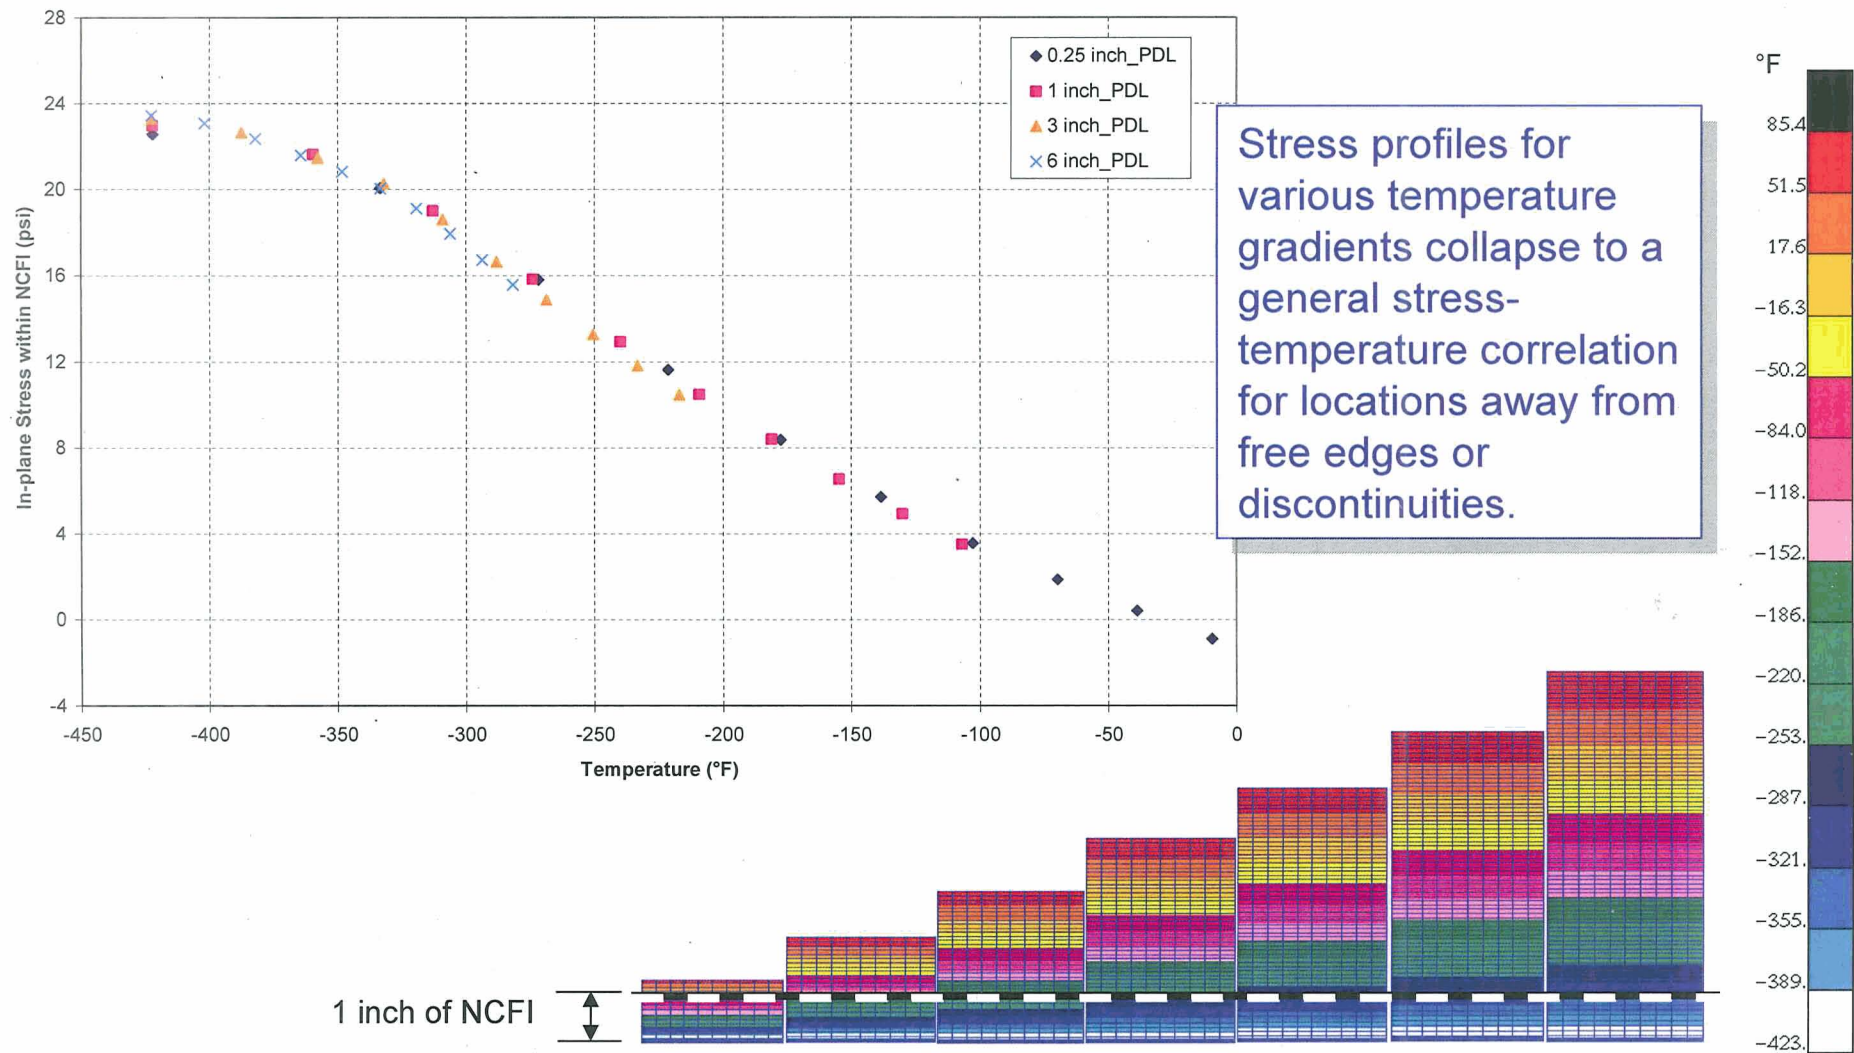 28
24
20
16
12
8
4
0
-4
In-plane Stress within NCFI (psi)
-450 -400 -350 -300 -250 -200 -150 -100 -50 0
Temperature (°F)
0.25 inch_PDL
1 inch_PDL
3 inch_PDL
6 inch_PDL
Stress profiles for
various temperature
gradients collapse to a
general stress-
temperature correlation
for locations away from
free edges or
discontinuities.
°F
85.4
51.5
17.6
-16.3
-50.2
-84.0
-118.
-152.
-186.
-220.
-253.
-287.
-321.
-355.
-389.
-423.
1 inch of NCFI